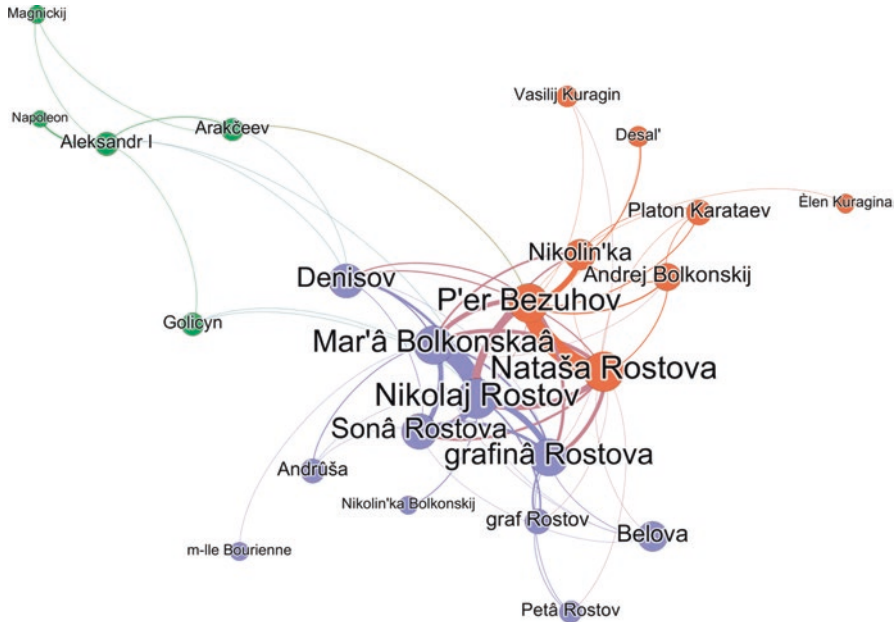 Magnickij
Vasilij Kuragin
Napoleon
Arakčeev
Aleksandr I
Desal'
Èlen Kuragina
Platon Karataev
Nikolin'ka
Denisov
Andrej Bolkonskij
P'er Bezuhov
Golicyn
Mar'â Bolkonskaâ
Nataša Rostova
Nikolaj Rostov
Sonâ Rostova
grafinâ Rostova
Andrûša
Nikolin'ka Bolkonskij
graf Rostov
Belova
m-lle Bourienne
Petâ Rostov